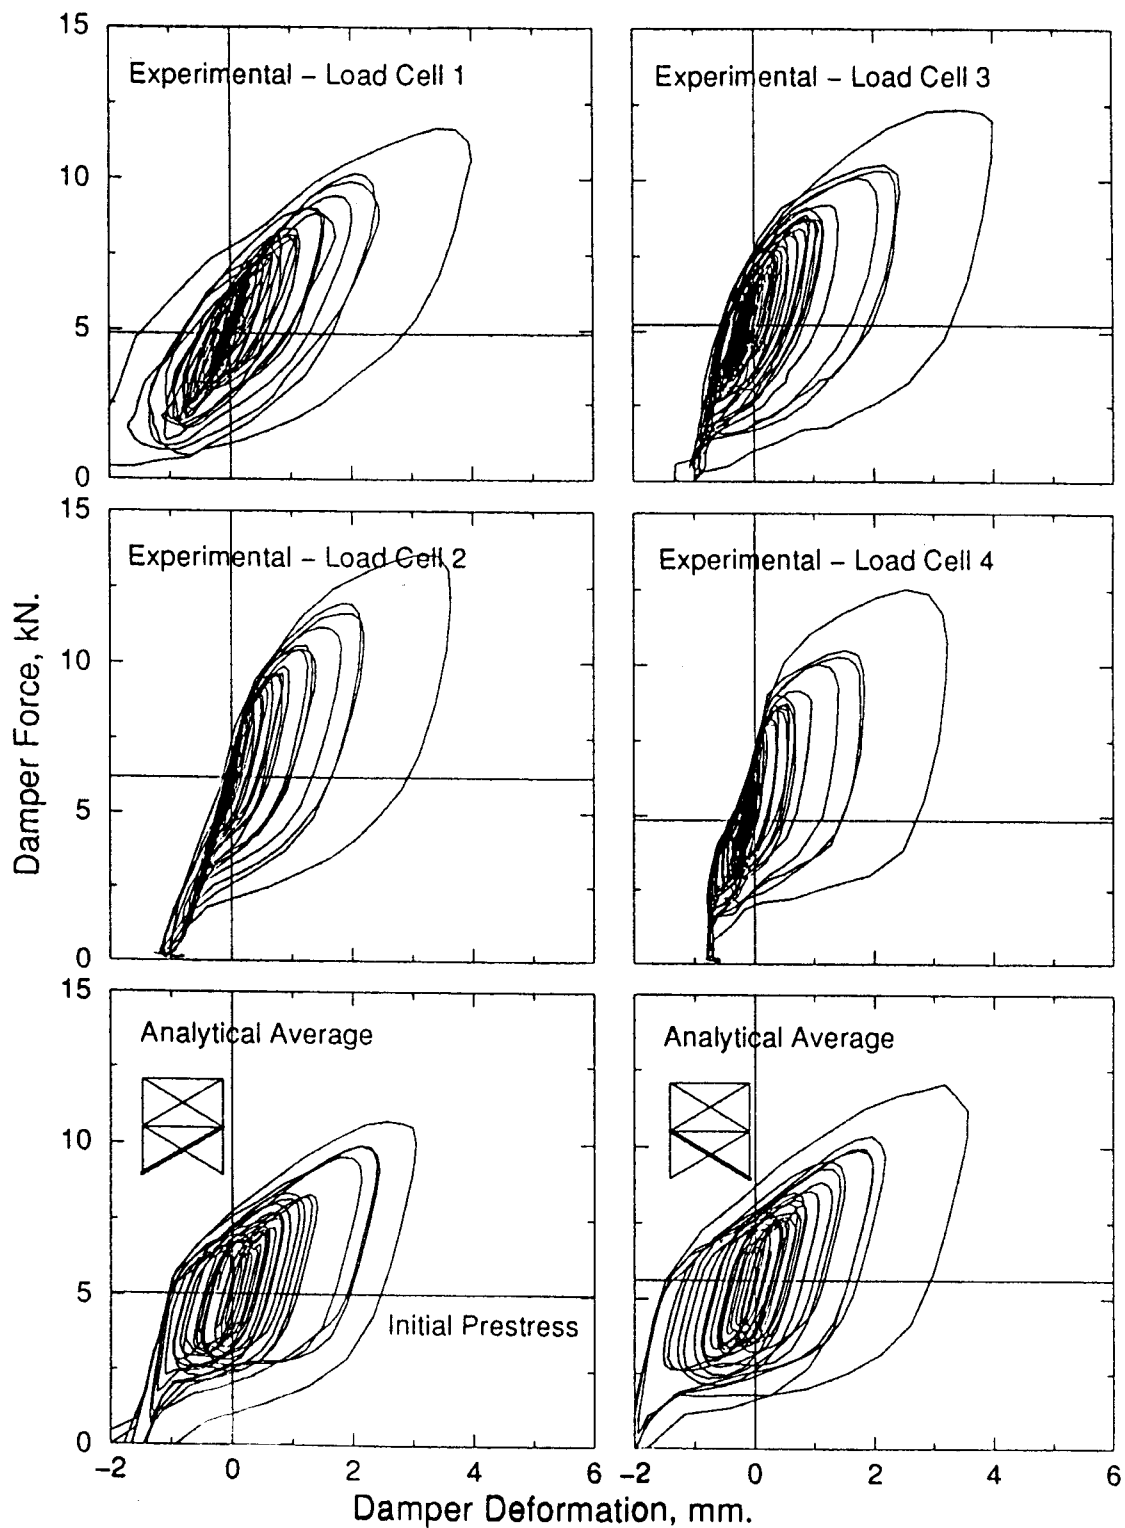 15
Experimental – Load Cell 1
Experimental – Load Cell 3
10
5
0
15
Experimental – Load Cell 2
Experimental – Load Cell 4
10
5
0
Damper Force, kN.
15
Analytical Average
Analytical Average
10
5
Initial Prestress
0
−2 0 2 4 6
−2 0 2 4 6
Damper Deformation, mm.